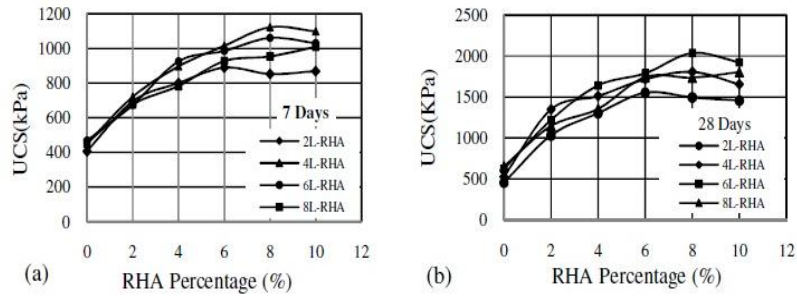 1200
1000
800
600
400
200
0
UCS(kPa)
7 Days
2L-RHA
4L-RHA
6L-RHA
8L-RHA
0 2 4 6 8 10 12
(a) RHA Percentage (%)
2500
2000
1500
1000
500
0
UCS(KPa)
28 Days
2L-RHA
4L-RHA
6L-RHA
8L-RHA
0 2 4 6 8 10 12
(b) RHA Percentage (%)